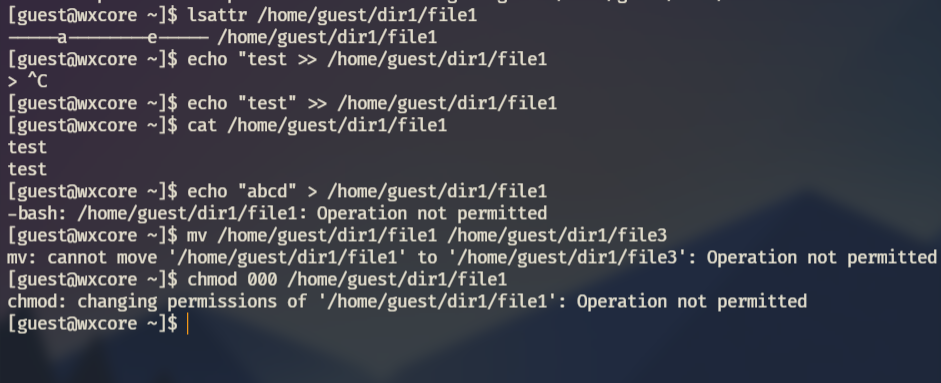 [guest@wxcore ~]$ lsattr /home/guest/dir1/file1
-----a--------e----- /home/guest/dir1/file1
[guest@wxcore ~]$ echo "test >> /home/guest/dir1/file1
> ^C
[guest@wxcore ~]$ echo "test" >> /home/guest/dir1/file1
[guest@wxcore ~]$ cat /home/guest/dir1/file1
test
test
[guest@wxcore ~]$ echo "abcd" > /home/guest/dir1/file1
-bash: /home/guest/dir1/file1: Operation not permitted
[guest@wxcore ~]$ mv /home/guest/dir1/file1 /home/guest/dir1/file3
mv: cannot move '/home/guest/dir1/file1' to '/home/guest/dir1/file3': Operation not permitted
[guest@wxcore ~]$ chmod 000 /home/guest/dir1/file1
chmod: changing permissions of '/home/guest/dir1/file1': Operation not permitted
[guest@wxcore ~]$